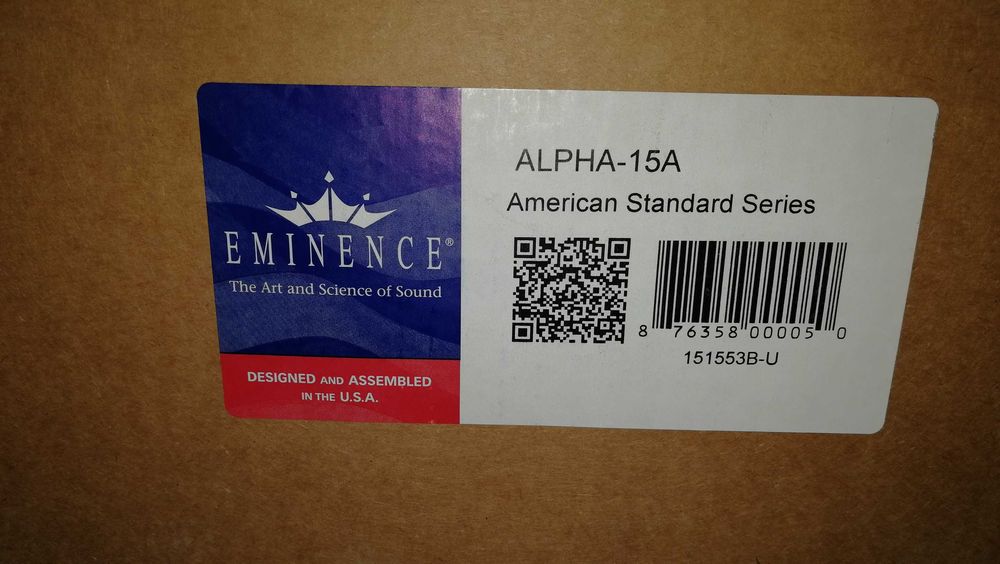 EMINENCE®
The Art and Science of Sound
DESIGNED AND ASSEMBLED
IN THE U.S.A.
ALPHA-15A
American Standard Series
8 76358 00005 0
151553B-U